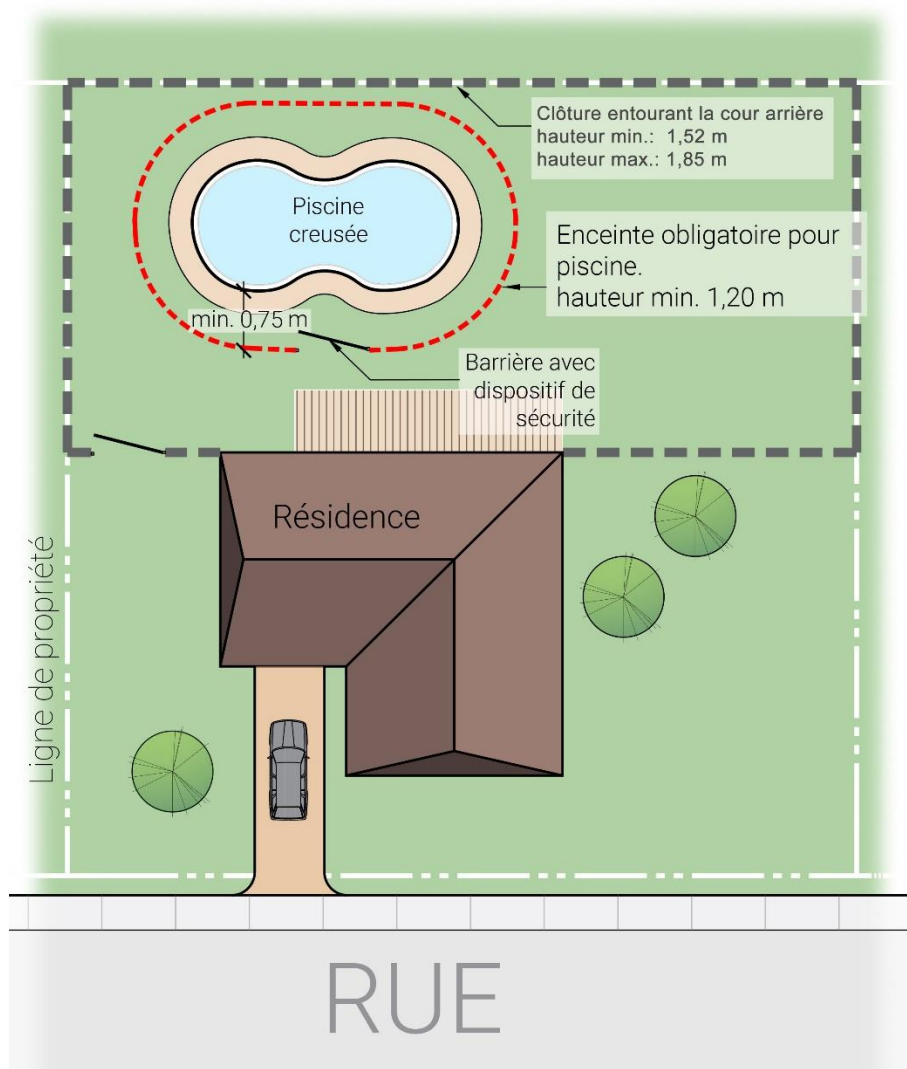 Clôture entourant la cour arrière
hauteur min.: 1,52 m
hauteur max.: 1,85 m
Piscine
creusée
Enceinte obligatoire pour
piscine.
hauteur min. 1,20 m
min. 0,75 m
Barrière avec
dispositif de
sécurité
Résidence
Ligne de propriété
RUE